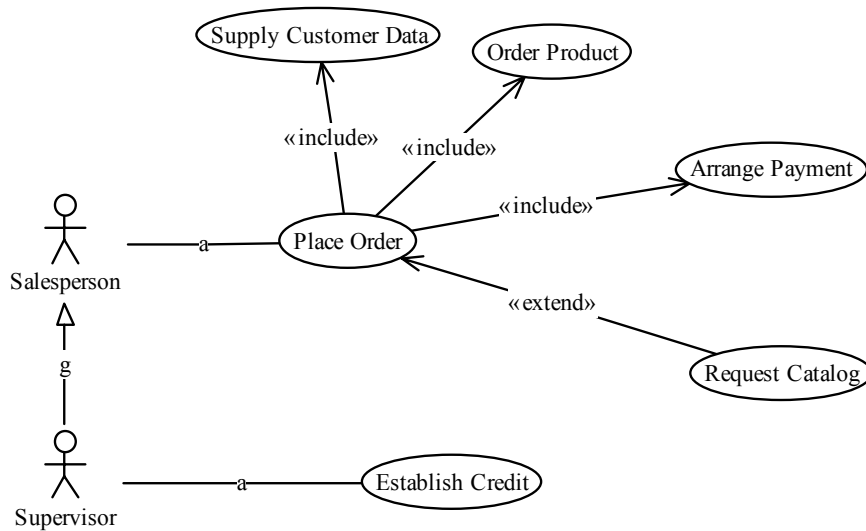 Supply Customer Data
Order Product
«include»
«include»
Arrange Payment
«include»
a
Place Order
Salesperson
«extend»
g
Request Catalog
a
Establish Credit
Supervisor